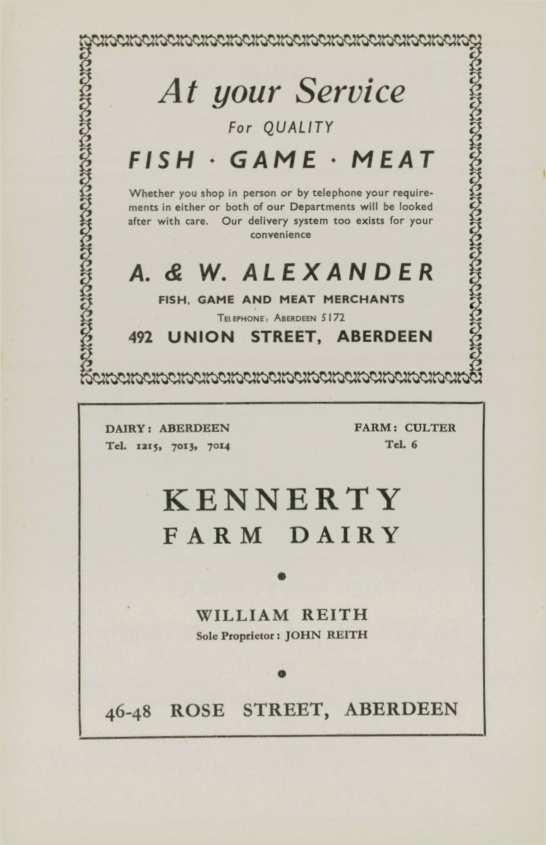 At your Service
For QUALITY
FISH · GAME · MEAT
Whether you shop in person or by telephone your require-
ments in either or both of our Departments will be looked
after with care. Our delivery system too exists for your
convenience
A. & W. ALEXANDER
FISH, GAME AND MEAT MERCHANTS
TELEPHONE: ABERDEEN 5172
492 UNION STREET, ABERDEEN
DAIRY: ABERDEEN FARM: CULTER
Tel. 1215, 7013, 7014 Tel. 6
KENNERTY
FARM DAIRY
WILLIAM REITH
Sole Proprietor: JOHN REITH
46-48 ROSE STREET, ABERDEEN